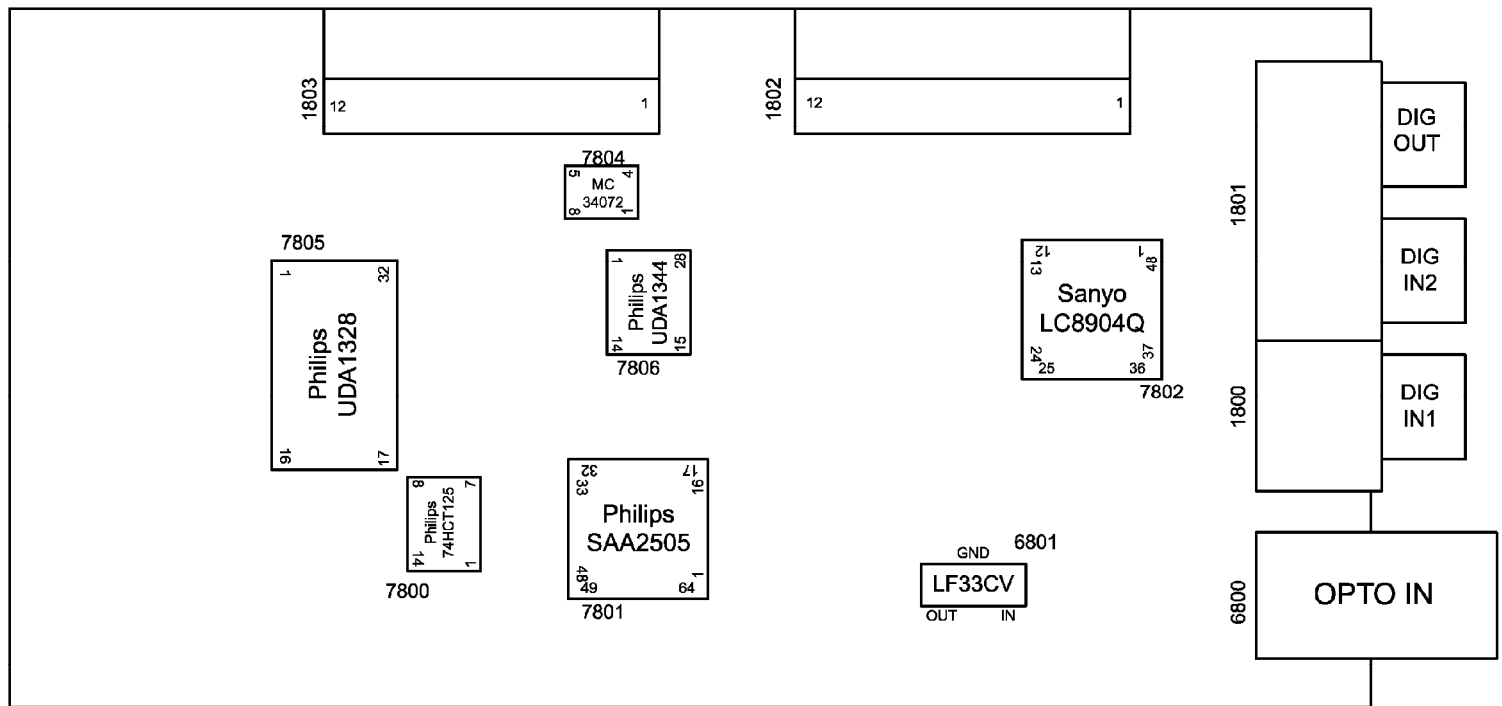 1803
12
1
1802
12
1
DIG
OUT
1801
DIG
IN2
1800
DIG
IN1
6800
OPTO IN
7804
5
4
MC
34072
8
1
7805
1
32
Philips
UDA1328
16
17
1
28
Philips
UDA1344
14
15
7806
12
1
13
48
Sanyo
LC8904Q
24
37
25
36
7802
8
7
Philips
74HCT125
14
1
7800
32
17
33
16
Philips
SAA2505
48
1
49
64
7801
GND
6801
LF33CV
OUT
IN